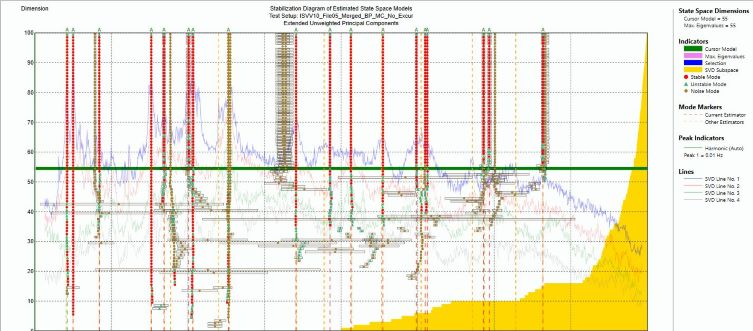 Dimension
Stabilization Diagram of Estimated State Space Models
Test Setup: ISVV10_File05_Merged_BP_MC_No_Excur
Extended Unweighted Principal Components
100
90
80
70
60
50
40
30
20
10
A A A A A A A A A A A A A A A A
State Space Dimensions
Cursor Model = 55
Max. Eigenvalues = 55
Indicators
Cursor Model
Max. Eigenvalues
Selection
SVD Subspace
Stable Mode
Unstable Mode
Noise Mode
Mode Markers
Current Estimator
Other Estimators
Peak Indicators
Harmonic (Auto)
Peak f = 0.01 Hz
Lines
SVD Line No. 1
SVD Line No. 2
SVD Line No. 3
SVD Line No. 4